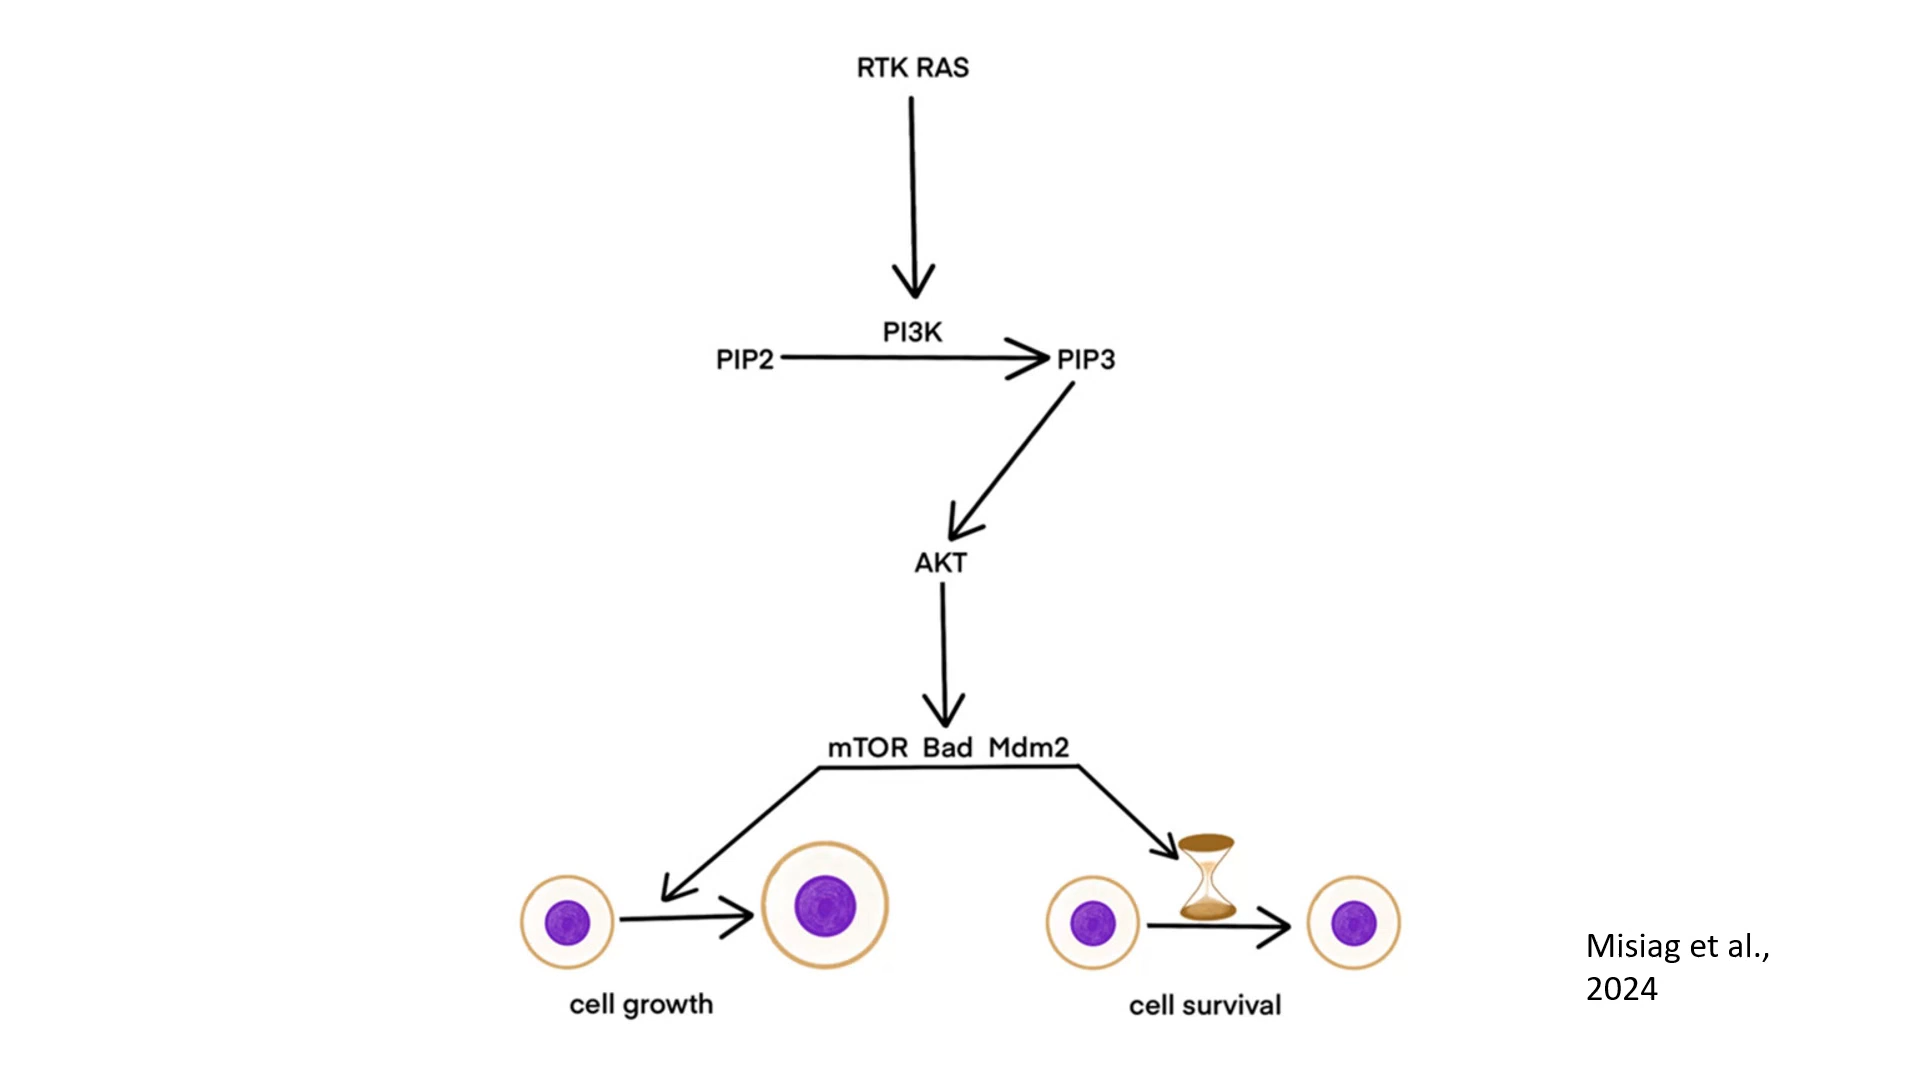 RTK RAS
PI3K
PIP2 PIP3
AKT
mTOR Bad Mdm2
cell growth cell survival
Misiag et al.,
2024